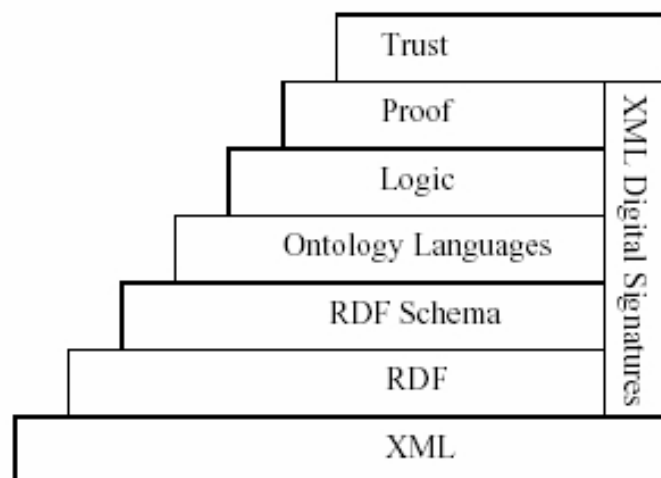 Trust
Proof
Logic
Ontology Languages
RDF Schema
RDF
XML
XML Digital Signatures